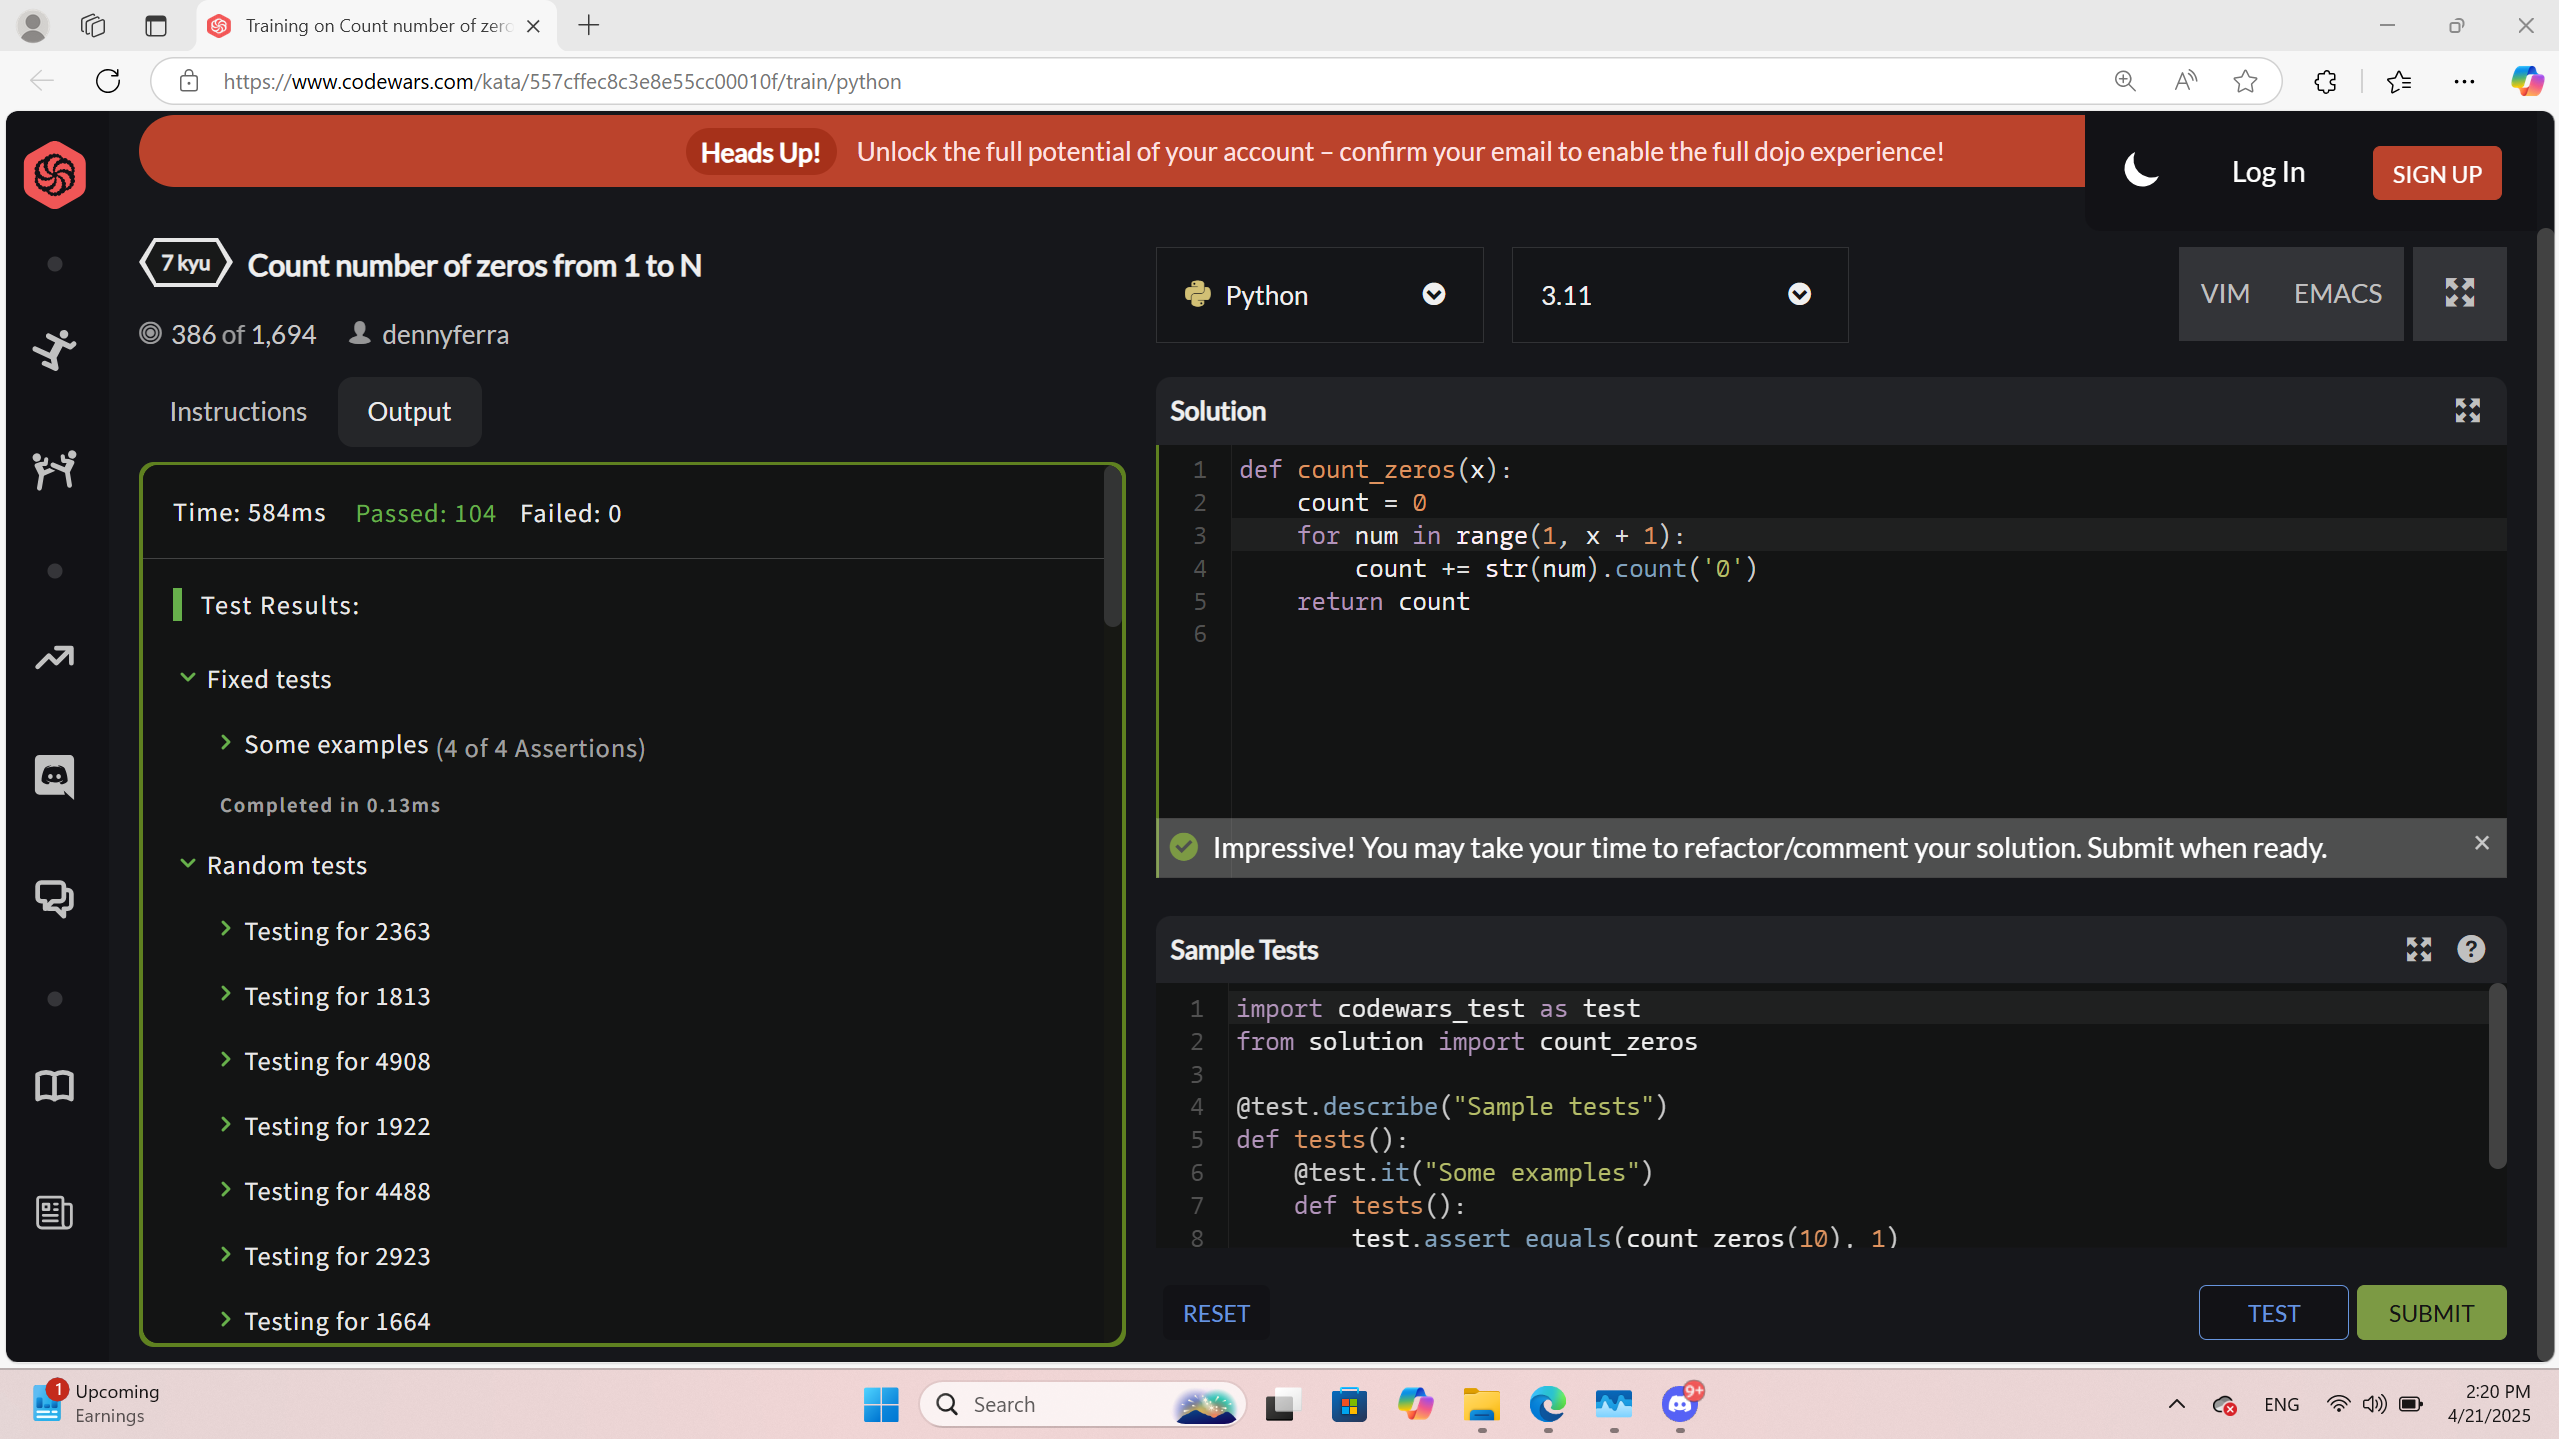 Training on Count number of zero
https://www.codewars.com/kata/557cffec8c3e8e55cc00010f/train/python
Heads Up! Unlock the full potential of your account – confirm your email to enable the full dojo experience!
Log In
SIGN UP
7 kyu
Count number of zeros from 1 to N
386 of 1,694
dennyferra
Instructions
Output
Time: 584ms
Passed: 104
Failed: 0
Test Results:
Fixed tests
Some examples (4 of 4 Assertions)
Completed in 0.13ms
Random tests
Testing for 2363
Testing for 1813
Testing for 4908
Testing for 1922
Testing for 4488
Testing for 2923
Testing for 1664
Python
3.11
VIM
EMACS
Solution
1 def count_zeros(x):
2     count = 0
3     for num in range(1, x + 1):
4         count += str(num).count('0')
5     return count
6
Impressive! You may take your time to refactor/comment your solution. Submit when ready.
Sample Tests
1 import codewars_test as test
2 from solution import count_zeros
3
4 @test.describe("Sample tests")
5 def tests():
6     @test.it("Some examples")
7     def tests():
8         test.assert_equals(count_zeros(10), 1)
RESET
TEST
SUBMIT
1
Upcoming
Earnings
Search
9+
ENG
2:20 PM
4/21/2025